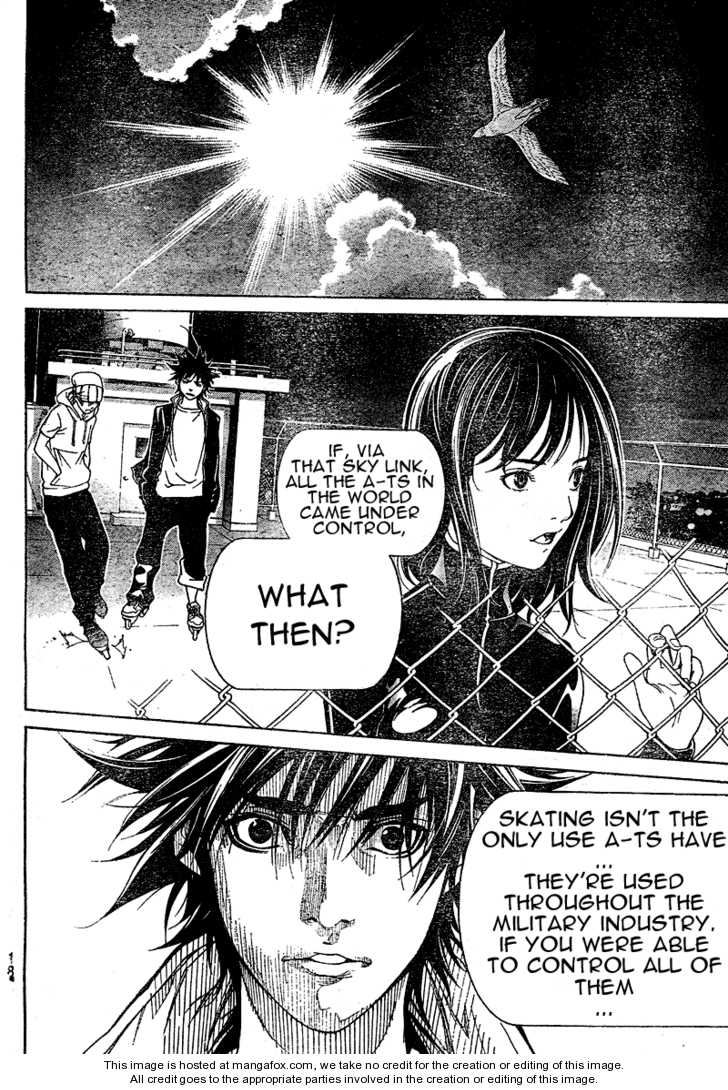 IF, VIA
THAT SKY LINK,
ALL THE A-TS IN
THE WORLD
CAME UNDER
CONTROL,
WHAT
THEN?
SKATING ISN'T THE
ONLY USE A-TS HAVE
...
THEY'RE USED
THROUGHOUT THE
MILITARY INDUSTRY.
IF YOU WERE ABLE
TO CONTROL ALL OF
THEM
...
This image is hosted at mangafox.com, we take no credit for the creation or editing of this image.
All credit goes to the appropriate parties involved in the creation or editing of this image.